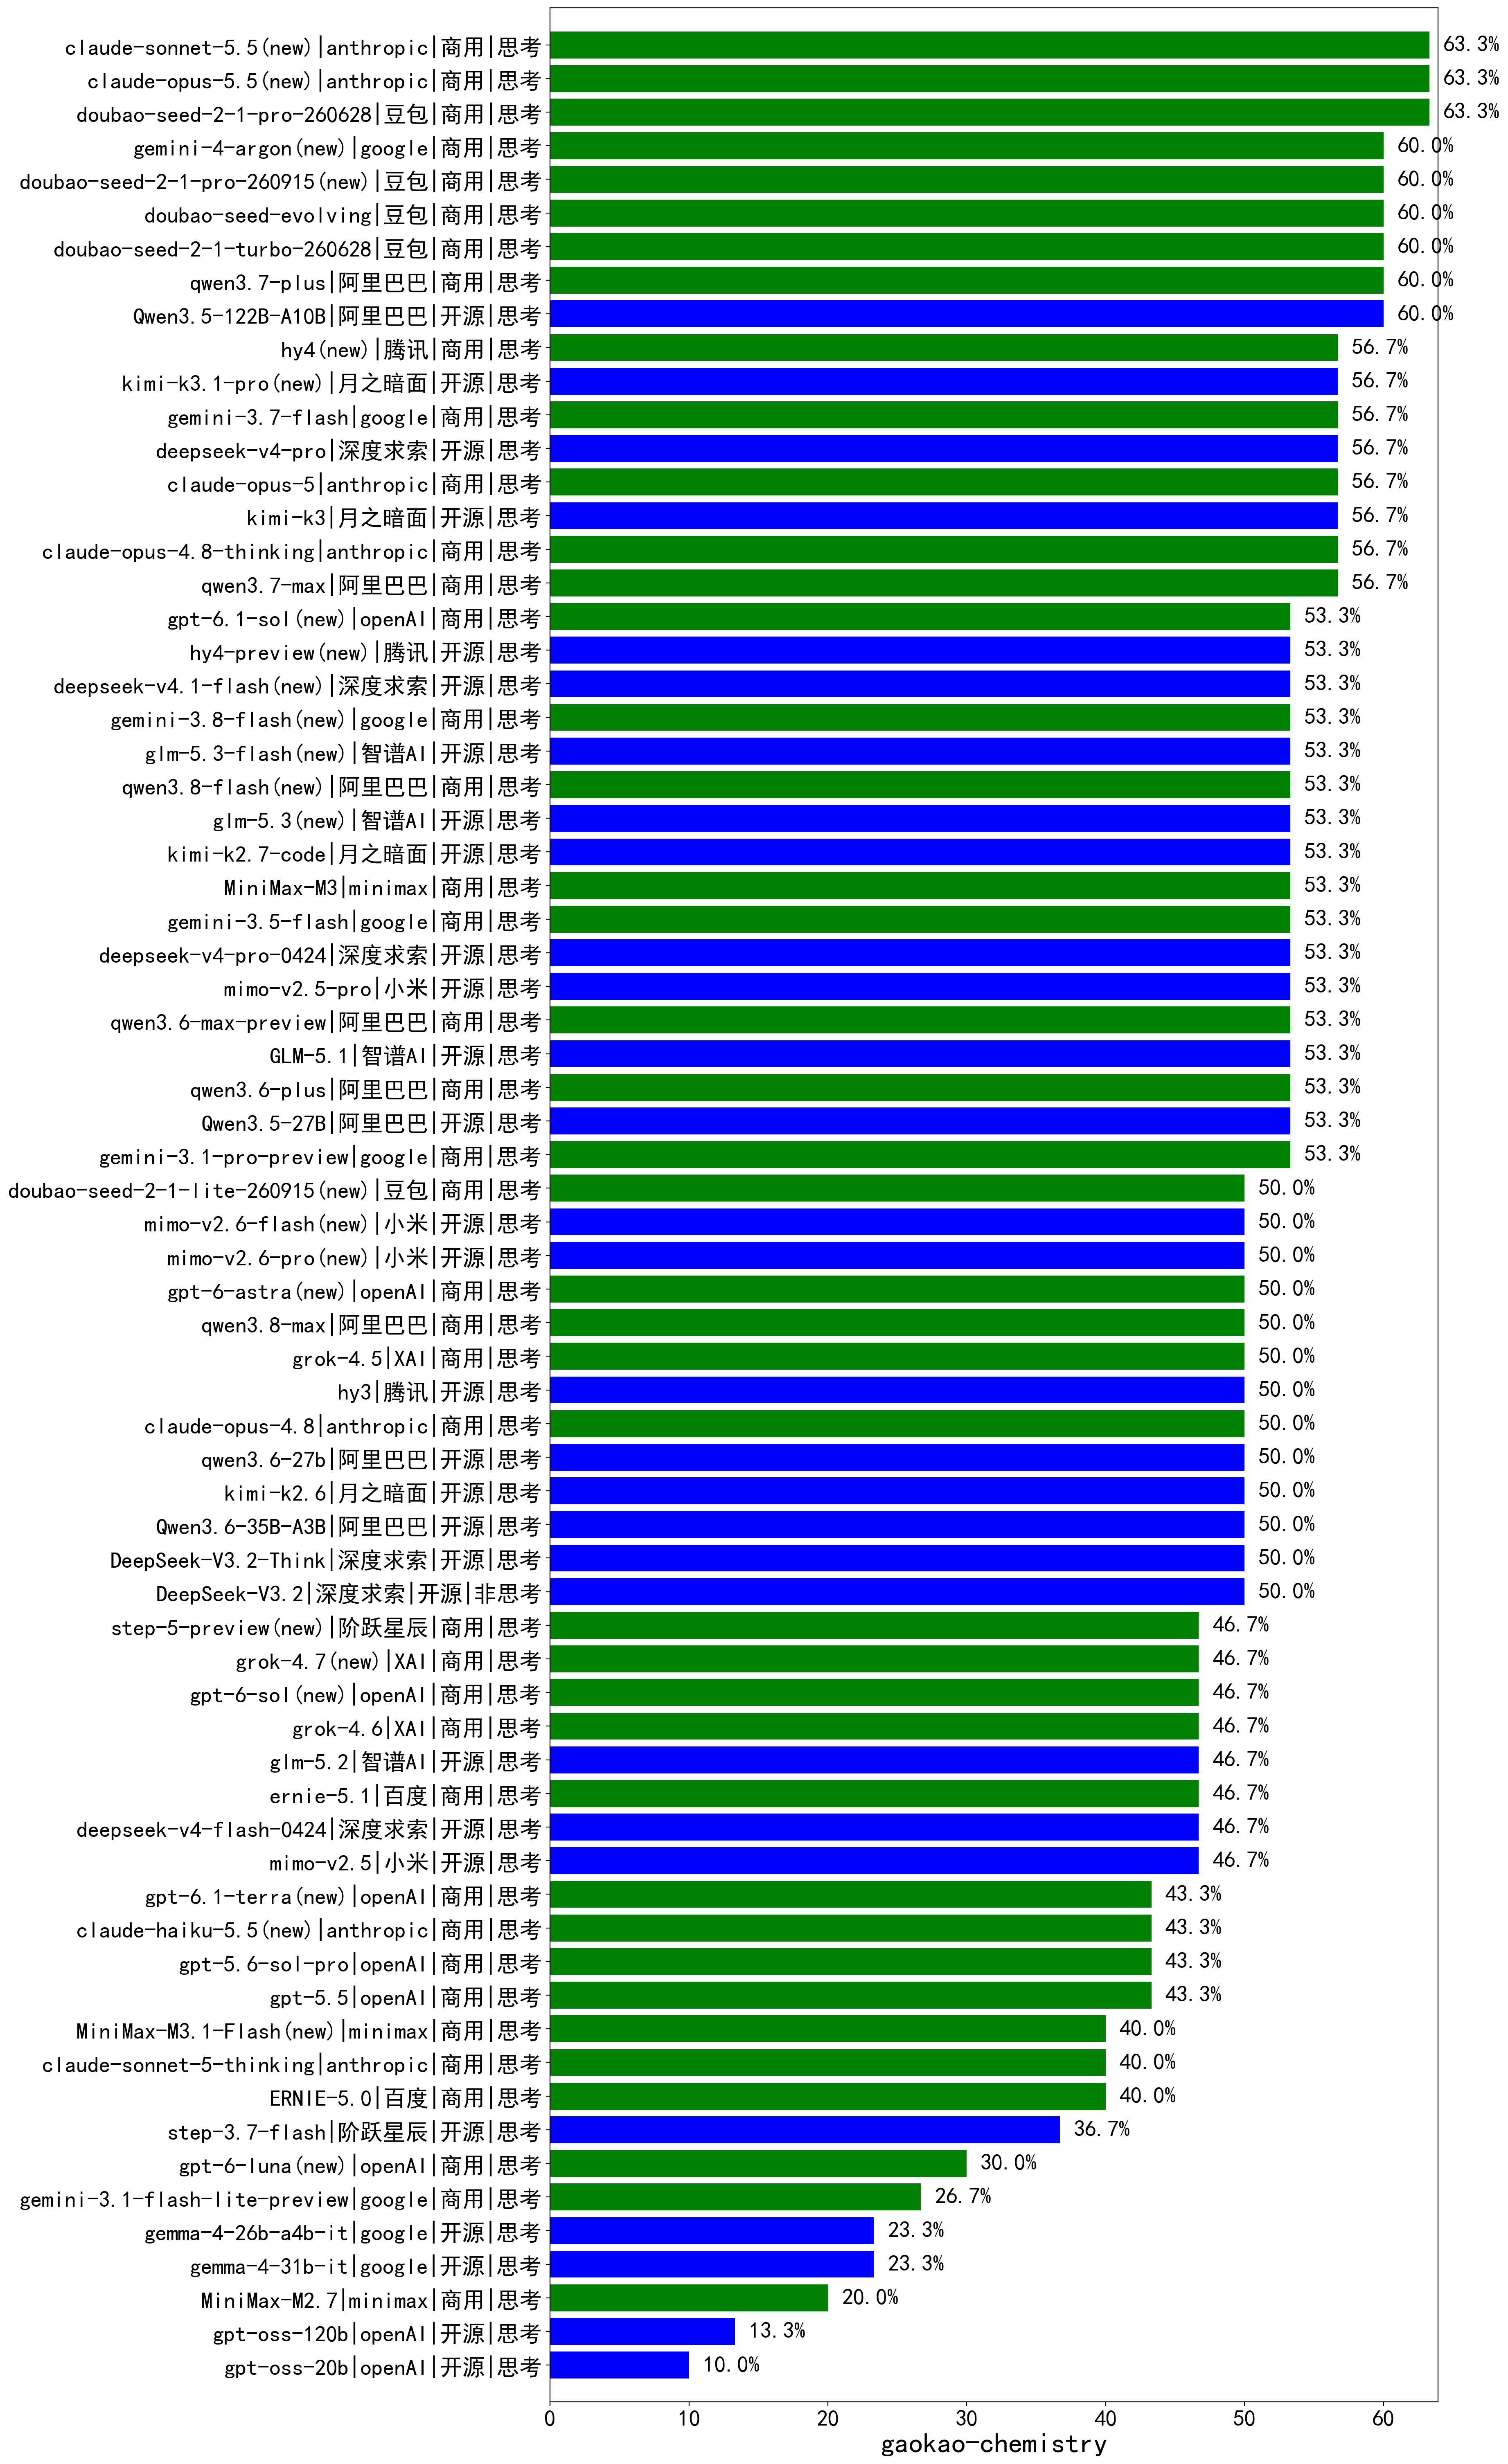 claude-sonnet-5.5(new)|anthropic|商用|思考 63.3%
claude-opus-5.5(new)|anthropic|商用|思考 63.3%
doubao-seed-2-1-pro-260628|豆包|商用|思考 63.3%
gemini-4-argon(new)|google|商用|思考 60.0%
doubao-seed-2-1-pro-260915(new)|豆包|商用|思考 60.0%
doubao-seed-evolving|豆包|商用|思考 60.0%
doubao-seed-2-1-turbo-260628|豆包|商用|思考 60.0%
qwen3.7-plus|阿里巴巴|商用|思考 60.0%
Qwen3.5-122B-A10B|阿里巴巴|开源|思考 60.0%
hy4(new)|腾讯|商用|思考 56.7%
kimi-k3.1-pro(new)|月之暗面|开源|思考 56.7%
gemini-3.7-flash|google|商用|思考 56.7%
deepseek-v4-pro|深度求索|开源|思考 56.7%
claude-opus-5|anthropic|商用|思考 56.7%
kimi-k3|月之暗面|开源|思考 56.7%
claude-opus-4.8-thinking|anthropic|商用|思考 56.7%
qwen3.7-max|阿里巴巴|商用|思考 56.7%
gpt-6.1-sol(new)|openAI|商用|思考 53.3%
hy4-preview(new)|腾讯|开源|思考 53.3%
deepseek-v4.1-flash(new)|深度求索|开源|思考 53.3%
gemini-3.8-flash(new)|google|商用|思考 53.3%
glm-5.3-flash(new)|智谱AI|开源|思考 53.3%
qwen3.8-flash(new)|阿里巴巴|商用|思考 53.3%
glm-5.3(new)|智谱AI|开源|思考 53.3%
kimi-k2.7-code|月之暗面|开源|思考 53.3%
MiniMax-M3|minimax|商用|思考 53.3%
gemini-3.5-flash|google|商用|思考 53.3%
deepseek-v4-pro-0424|深度求索|开源|思考 53.3%
mimo-v2.5-pro|小米|开源|思考 53.3%
qwen3.6-max-preview|阿里巴巴|商用|思考 53.3%
GLM-5.1|智谱AI|开源|思考 53.3%
qwen3.6-plus|阿里巴巴|商用|思考 53.3%
Qwen3.5-27B|阿里巴巴|开源|思考 53.3%
gemini-3.1-pro-preview|google|商用|思考 53.3%
doubao-seed-2-1-lite-260915(new)|豆包|商用|思考 50.0%
mimo-v2.6-flash(new)|小米|开源|思考 50.0%
mimo-v2.6-pro(new)|小米|开源|思考 50.0%
gpt-6-astra(new)|openAI|商用|思考 50.0%
qwen3.8-max|阿里巴巴|商用|思考 50.0%
grok-4.5|XAI|商用|思考 50.0%
hy3|腾讯|开源|思考 50.0%
claude-opus-4.8|anthropic|商用|思考 50.0%
qwen3.6-27b|阿里巴巴|开源|思考 50.0%
kimi-k2.6|月之暗面|开源|思考 50.0%
Qwen3.6-35B-A3B|阿里巴巴|开源|思考 50.0%
DeepSeek-V3.2-Think|深度求索|开源|思考 50.0%
DeepSeek-V3.2|深度求索|开源|非思考 50.0%
step-5-preview(new)|阶跃星辰|商用|思考 46.7%
grok-4.7(new)|XAI|商用|思考 46.7%
gpt-6-sol(new)|openAI|商用|思考 46.7%
grok-4.6|XAI|商用|思考 46.7%
glm-5.2|智谱AI|开源|思考 46.7%
ernie-5.1|百度|商用|思考 46.7%
deepseek-v4-flash-0424|深度求索|开源|思考 46.7%
mimo-v2.5|小米|开源|思考 46.7%
gpt-6.1-terra(new)|openAI|商用|思考 43.3%
claude-haiku-5.5(new)|anthropic|商用|思考 43.3%
gpt-5.6-sol-pro|openAI|商用|思考 43.3%
gpt-5.5|openAI|商用|思考 43.3%
MiniMax-M3.1-Flash(new)|minimax|商用|思考 40.0%
claude-sonnet-5-thinking|anthropic|商用|思考 40.0%
ERNIE-5.0|百度|商用|思考 40.0%
step-3.7-flash|阶跃星辰|开源|思考 36.7%
gpt-6-luna(new)|openAI|商用|思考 30.0%
gemini-3.1-flash-lite-preview|google|商用|思考 26.7%
gemma-4-26b-a4b-it|google|开源|思考 23.3%
gemma-4-31b-it|google|开源|思考 23.3%
MiniMax-M2.7|minimax|商用|思考 20.0%
gpt-oss-120b|openAI|开源|思考 13.3%
gpt-oss-20b|openAI|开源|思考 10.0%
0 10 20 30 40 50 60
gaokao-chemistry